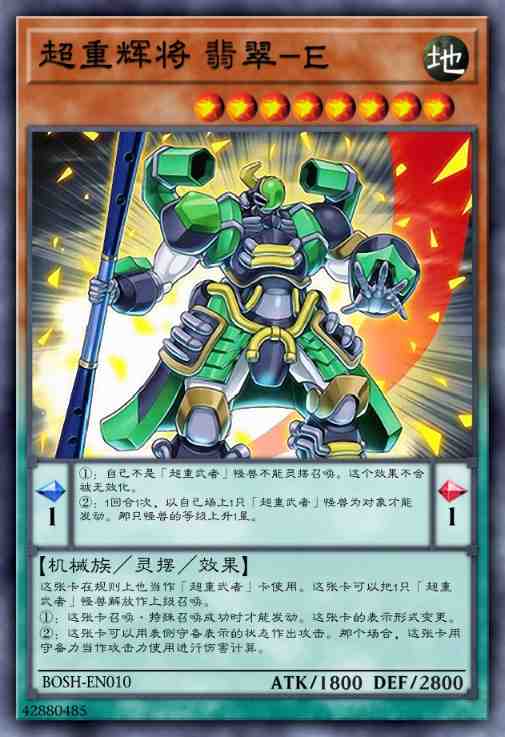 超重辉将 翡翠-E
地
①：自己不是「超重武者」怪兽不能灵摆召唤。这个效果不会
被无效化。
②：1回合1次，以自己场上1只「超重武者」怪兽为对象才能
发动。那只怪兽的等级上升1星。
1
1
【机械族／灵摆／效果】
这张卡在规则上也当作「超重武者」卡使用。这张卡可以把1只「超重
武者」怪兽解放作上级召唤。
①：这张卡召唤·特殊召唤成功时才能发动。这张卡的表示形式变更。
②：这张卡可以用表侧守备表示的状态作出攻击。那个场合，这张卡用
守备力当作攻击力使用进行伤害计算。
BOSH-EN010
ATK/1800 DEF/2800
42880485